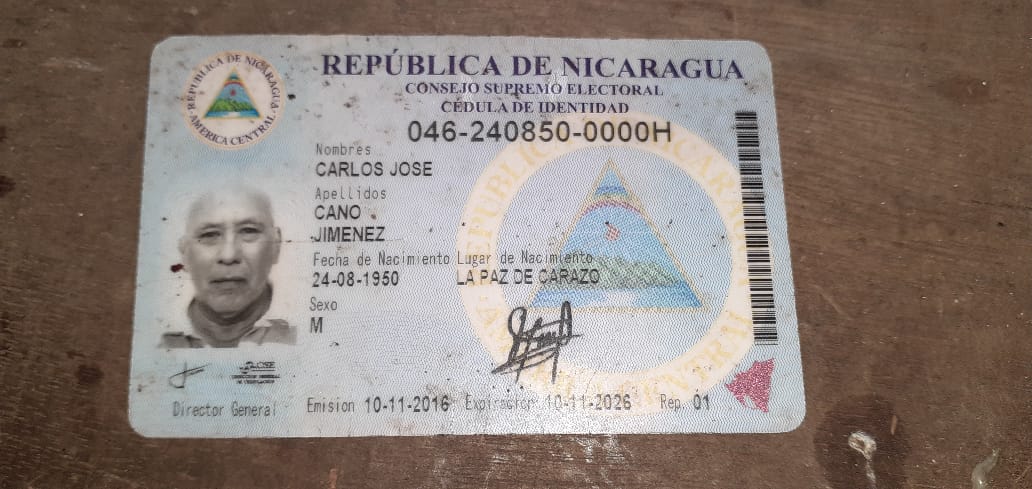 REPÚBLICA DE NICARAGUA
AMERICA CENTRAL
REPÚBLICA DE NICARAGUA
CONSEJO SUPREMO ELECTORAL
CÉDULA DE IDENTIDAD
046-240850-0000H
Nombres
CARLOS JOSE
Apellidos
CANO
JIMENEZ
Fecha de Nacimiento Lugar de Nacimiento
24-08-1950 LA PAZ DE CARAZO
Sexo
M
CSE
Director General Emision 10-11-2016 Expiracion 10-11-2026 Rep. 01